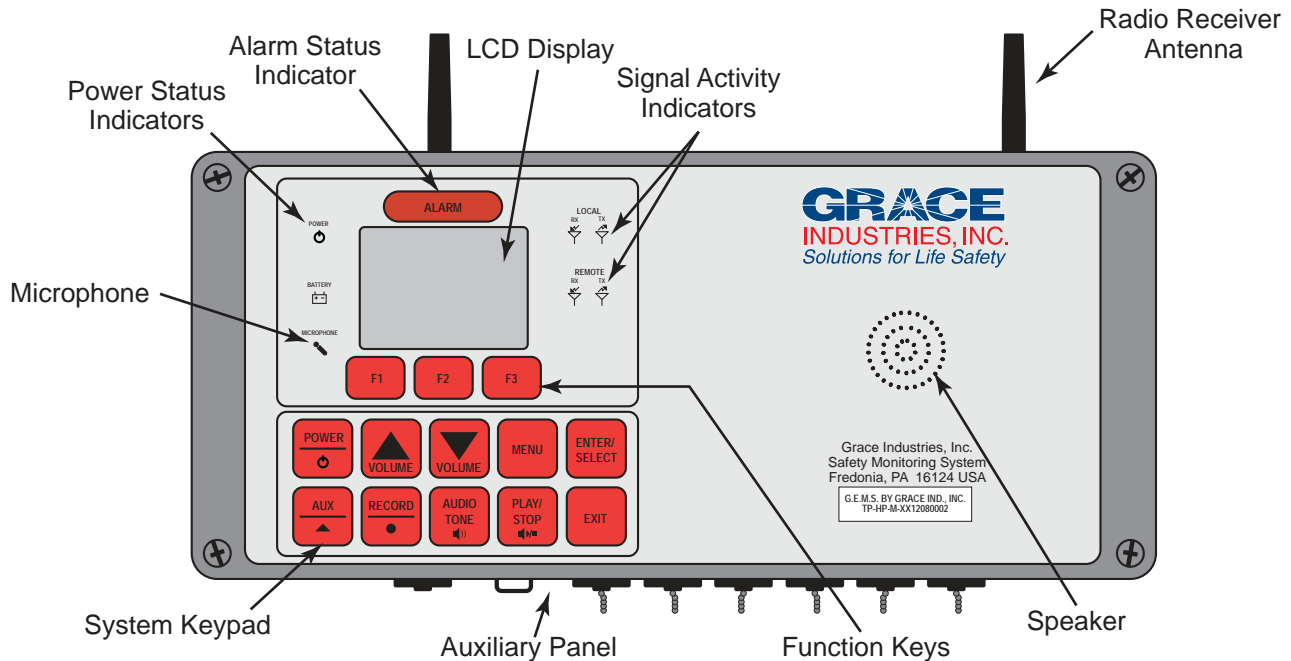 Radio Receiver
Antenna
Alarm Status
Indicator
LCD Display
Signal Activity
Indicators
Power Status
Indicators
Microphone
ALARM
POWER
BATTERY
MICROPHONE
LOCAL
RX TX
REMOTE
RX TX
F1 F2 F3
GRACE
INDUSTRIES, INC.
Solutions for Life Safety
POWER
VOLUME
VOLUME
MENU
ENTER/
SELECT
AUX
RECORD
AUDIO
TONE
PLAY/
STOP
EXIT
Grace Industries, Inc.
Safety Monitoring System
Fredonia, PA 16124 USA
G.E.M.S. BY GRACE IND., INC.
TP-HP-M-XX12080002
System Keypad
Auxiliary Panel
Function Keys
Speaker